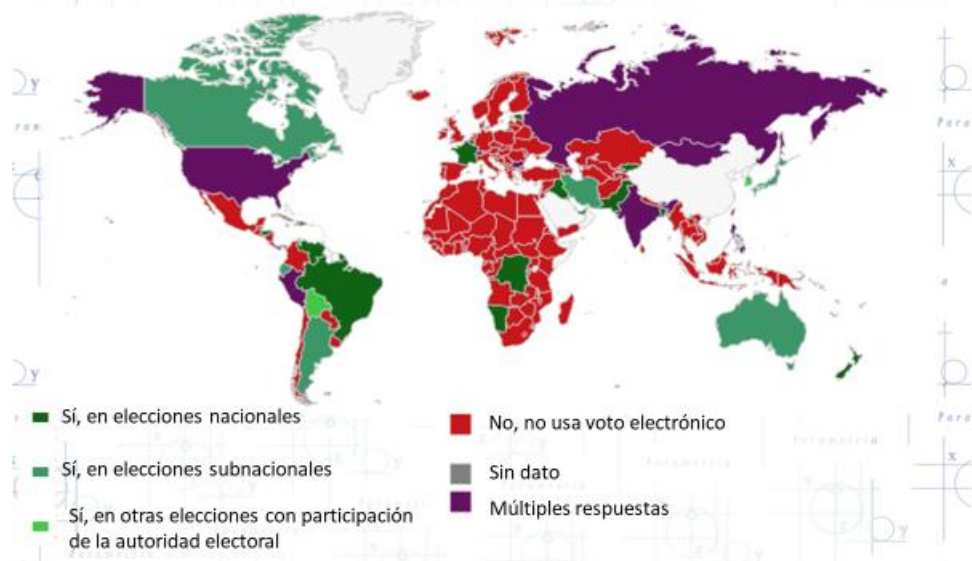 Sí, en elecciones nacionales
Sí, en elecciones subnacionales
Sí, en otras elecciones con participación
de la autoridad electoral
No, no usa voto electrónico
Sin dato
Múltiples respuestas